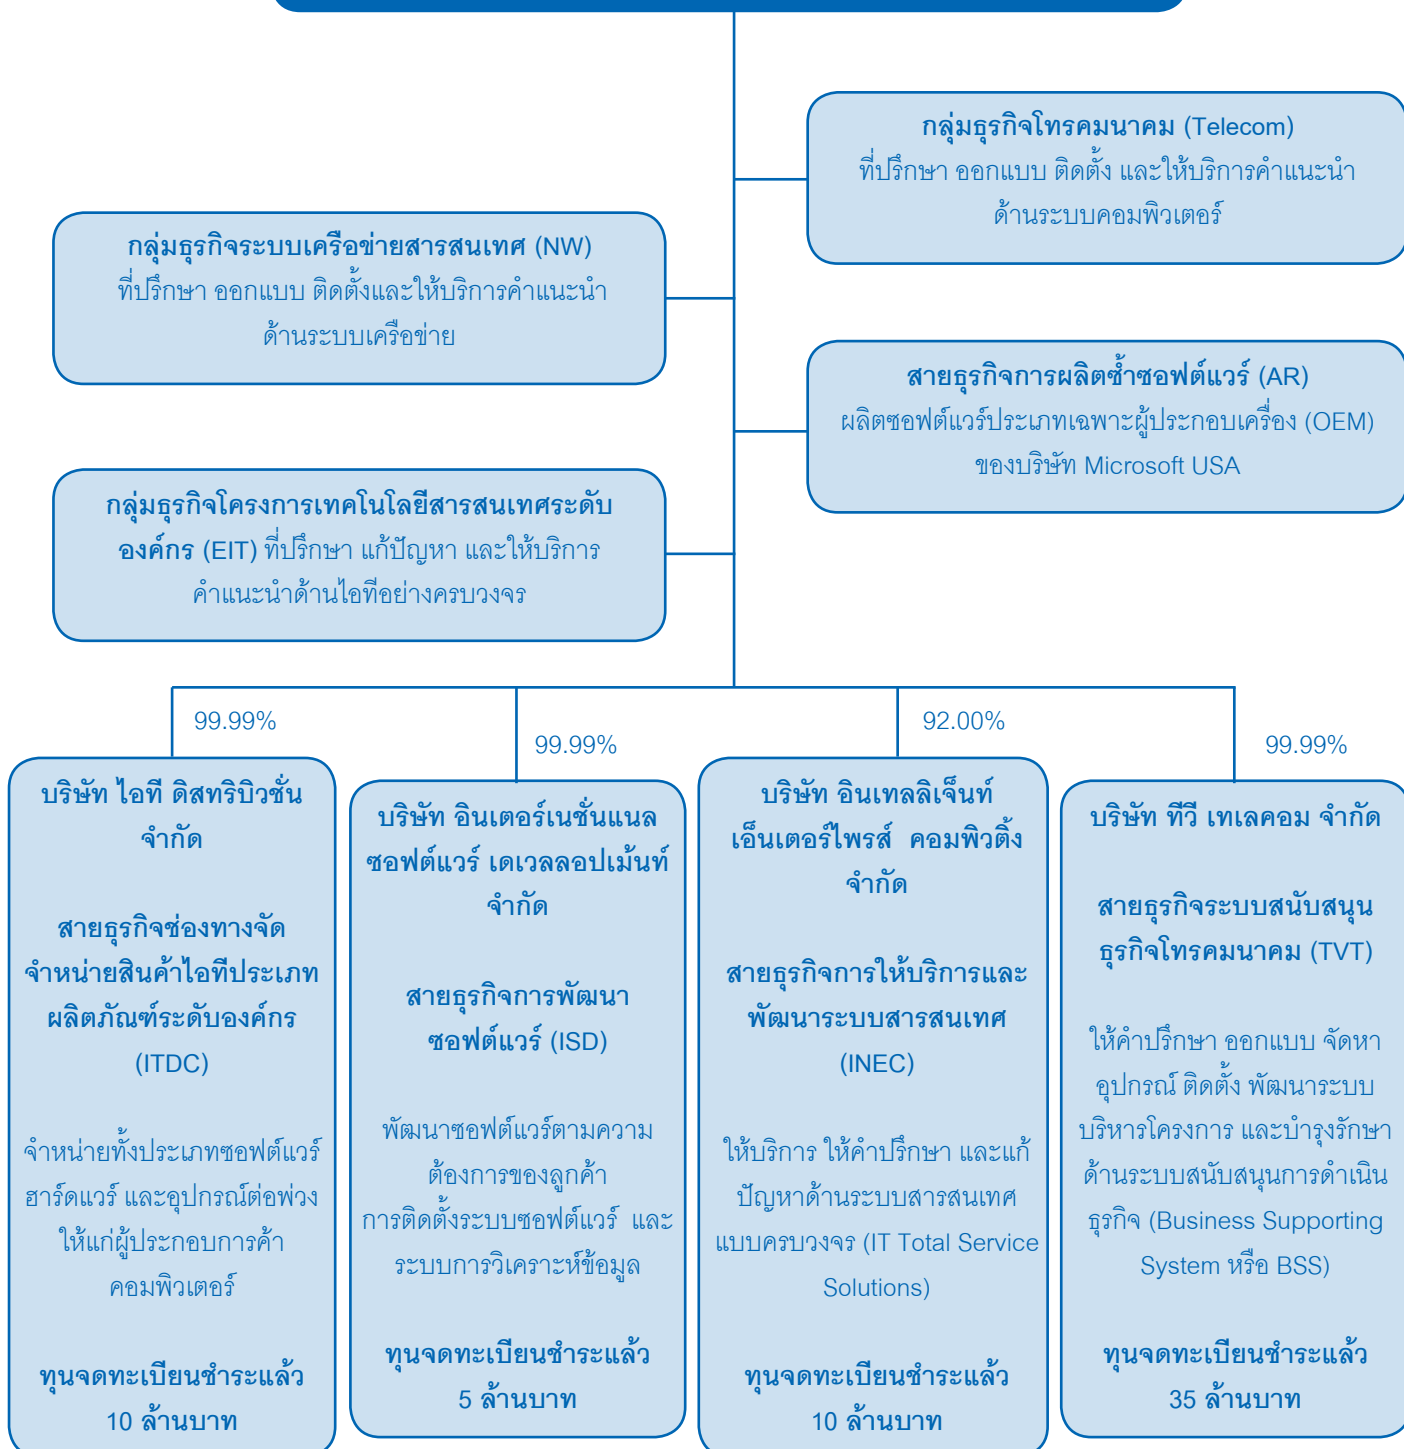 กลุ่มธุรกิจโทรคมนาคม (Telecom)
ที่ปรึกษา ออกแบบ ติดตั้ง และให้บริการคำแนะนำ
ด้านระบบคอมพิวเตอร์
กลุ่มธุรกิจระบบเครือข่ายสารสนเทศ (NW)
ที่ปรึกษา ออกแบบ ติดตั้งและให้บริการคำแนะนำ
ด้านระบบเครือข่าย
สายธุรกิจการผลิตซ้ำซอฟต์แวร์ (AR)
ผลิตซอฟต์แวร์ประเภทเฉพาะผู้ประกอบเครื่อง (OEM)
ของบริษัท Microsoft USA
กลุ่มธุรกิจโครงการเทคโนโลยีสารสนเทศระดับ
องค์กร (EIT) ที่ปรึกษา แก้ปัญหา และให้บริการ
คำแนะนำด้านไอทีอย่างครบวงจร
99.99%
บริษัท ไอที ดิสทริบิวชั่น
จำกัด
สายธุรกิจช่องทางจัด
จำหน่ายสินค้าไอทีประเภท
ผลิตภัณฑ์ระดับองค์กร
(ITDC)
จำหน่ายทั้งประเภทซอฟต์แวร์
ฮาร์ดแวร์ และอุปกรณ์ต่อพ่วง
ให้แก่ผู้ประกอบการค้า
คอมพิวเตอร์
ทุนจดทะเบียนชำระแล้ว
10 ล้านบาท
99.99%
บริษัท อินเตอร์เนชั่นแนล
ซอฟต์แวร์ เดเวลลอปเม้นท์
จำกัด
สายธุรกิจการพัฒนา
ซอฟต์แวร์ (ISD)
พัฒนาซอฟต์แวร์ตามความ
ต้องการของลูกค้า
การติดตั้งระบบซอฟต์แวร์ และ
ระบบการวิเคราะห์ข้อมูล
ทุนจดทะเบียนชำระแล้ว
5 ล้านบาท
92.00%
บริษัท อินเทลลิเจ็นท์
เอ็นเตอร์ไพรส์ คอมพิวติ้ง
จำกัด
สายธุรกิจการให้บริการและ
พัฒนาระบบสารสนเทศ
(INEC)
ให้บริการ ให้คำปรึกษา และแก้
ปัญหาด้านระบบสารสนเทศ
แบบครบวงจร (IT Total Service
Solutions)
ทุนจดทะเบียนชำระแล้ว
10 ล้านบาท
99.99%
บริษัท ทีวี เทเลคอม จำกัด
สายธุรกิจระบบสนับสนุน
ธุรกิจโทรคมนาคม (TVT)
ให้คำปรึกษา ออกแบบ จัดหา
อุปกรณ์ ติดตั้ง พัฒนาระบบ
บริหารโครงการ และบำรุงรักษา
ด้านระบบสนับสนุนการดำเนิน
ธุรกิจ (Business Supporting
System หรือ BSS)
ทุนจดทะเบียนชำระแล้ว
35 ล้านบาท